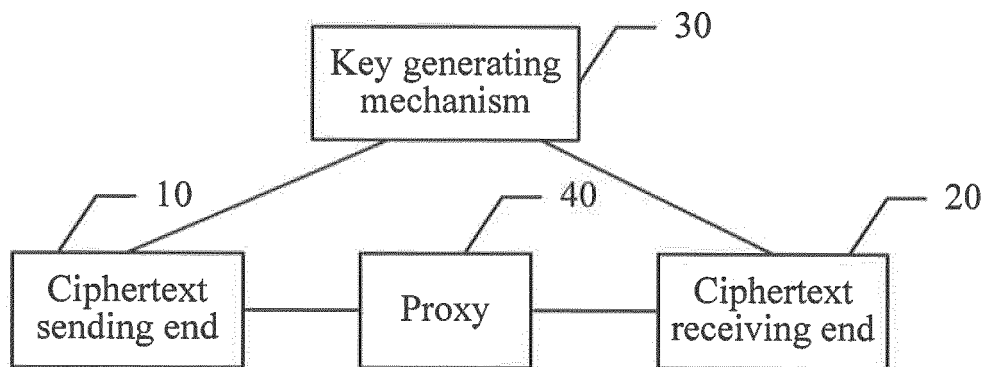 30
Key generating
mechanism
10
40
20
Ciphertext
sending end
Proxy
Ciphertext
receiving end